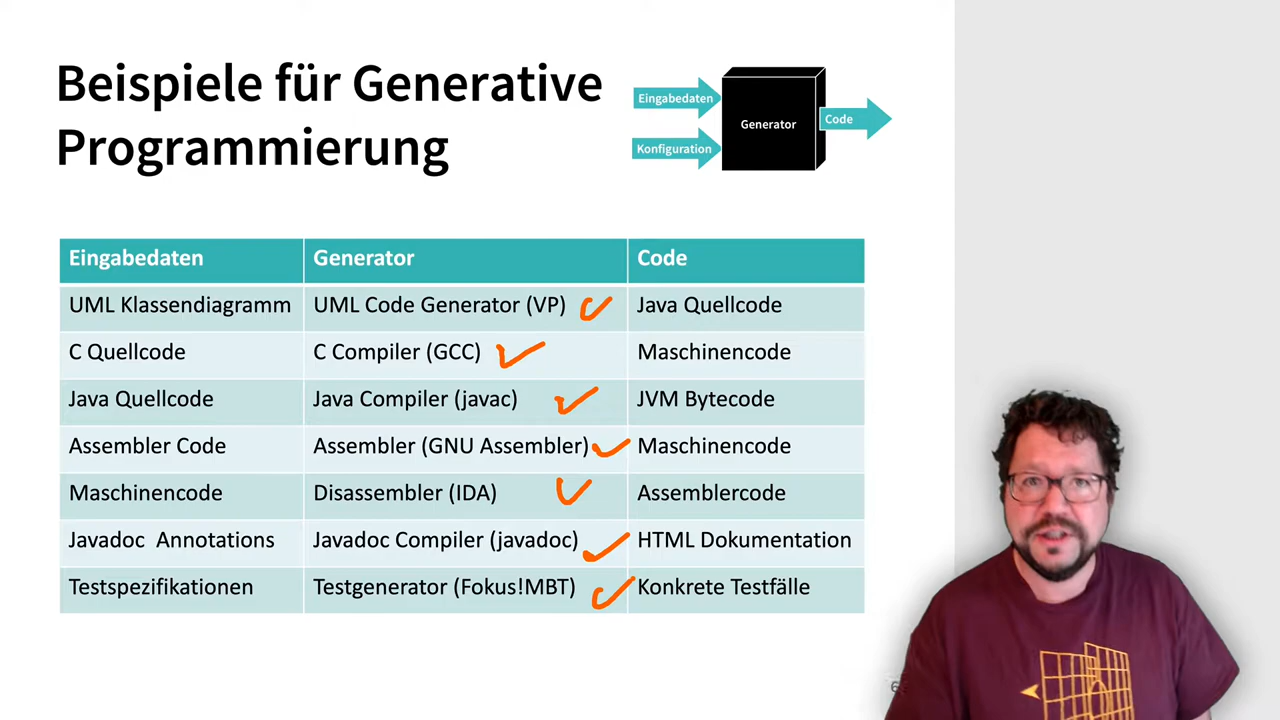 Beispiele für Generative
Programmierung
Eingabedaten
Konfiguration
Generator
Code
Eingabedaten Generator Code
UML Klassendiagramm UML Code Generator (VP) Java Quellcode
C Quellcode C Compiler (GCC) Maschinencode
Java Quellcode Java Compiler (javac) JVM Bytecode
Assembler Code Assembler (GNU Assembler) Maschinencode
Maschinencode Disassembler (IDA) Assemblercode
Javadoc Annotations Javadoc Compiler (javadoc) HTML Dokumentation
Testspezifikationen Testgenerator (Fokus!MBT) Konkrete Testfälle